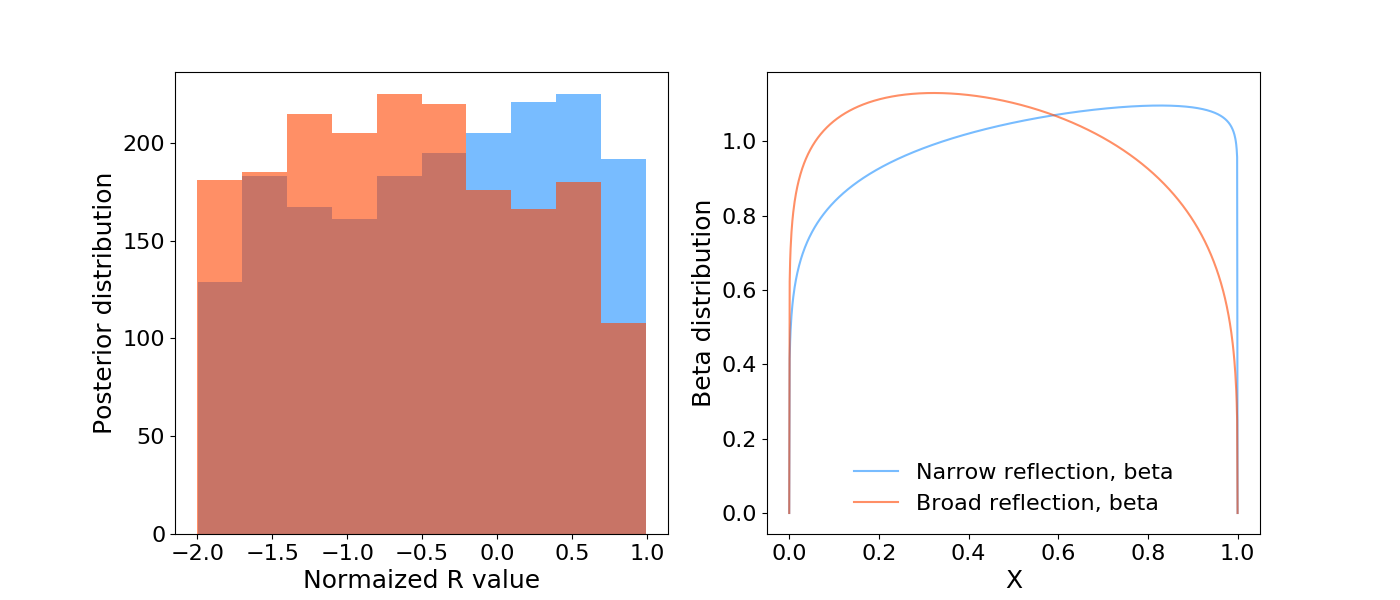 Posterior distribution
200
150
100
50
0
−2.0 −1.5 −1.0 −0.5 0.0 0.5 1.0
Normaized R value
Beta distribution
1.0
0.8
0.6
0.4
0.2
0.0
Narrow reflection, beta
Broad reflection, beta
0.0 0.2 0.4 0.6 0.8 1.0
X